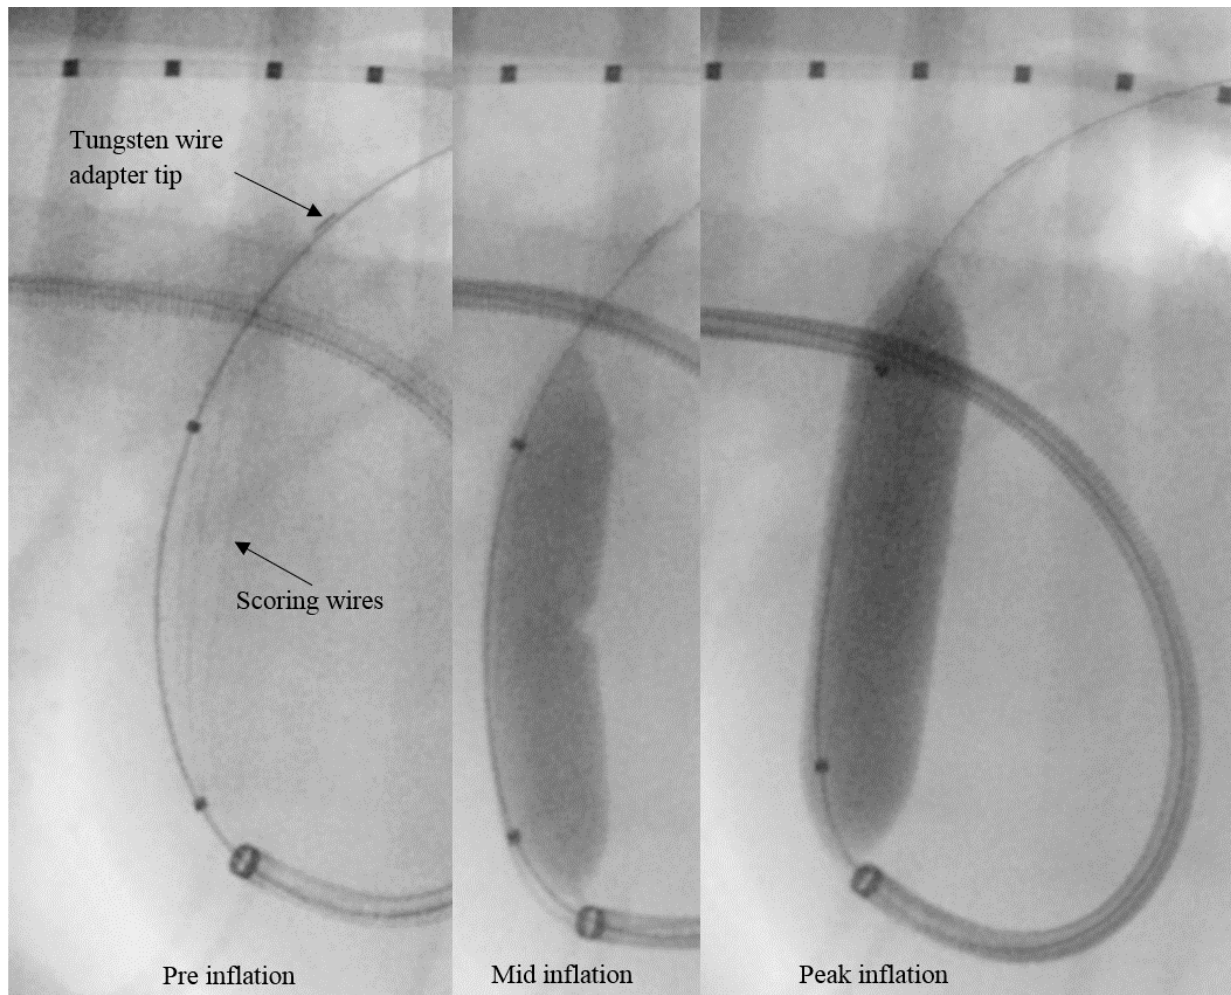 Tungsten wire
adapter tip
Scoring wires
Pre inflation
Mid inflation
Peak inflation